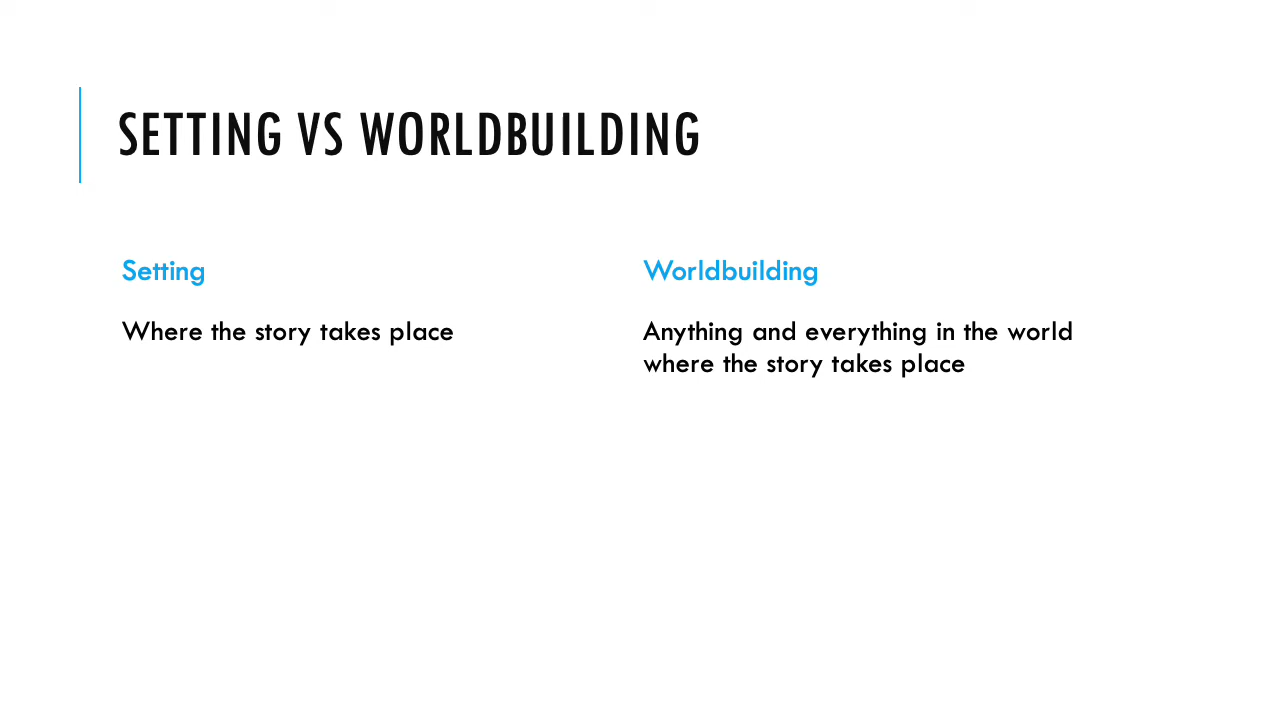 SETTING VS WORLDBUILDING
Setting
Where the story takes place
Worldbuilding
Anything and everything in the world
where the story takes place